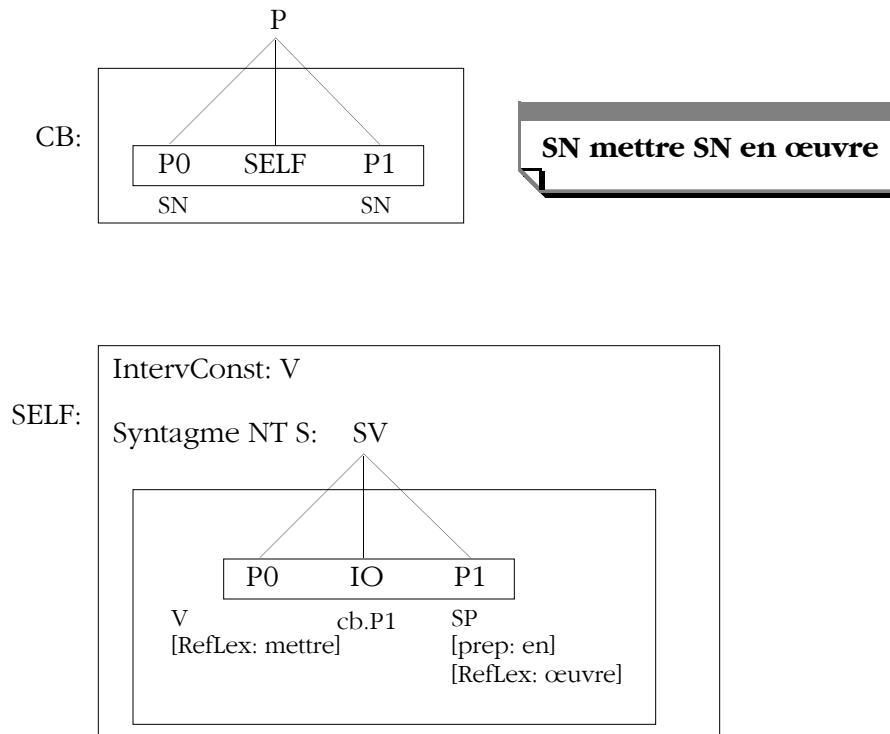 P
CB:
P0 SELF P1
SN SN
SN mettre SN en œuvre
SELF:
IntervConst: V
Syntagme NT S: SV
P0 IO P1
V cb.P1 SP
[RefLex: mettre] [prep: en]
[RefLex: œuvre]